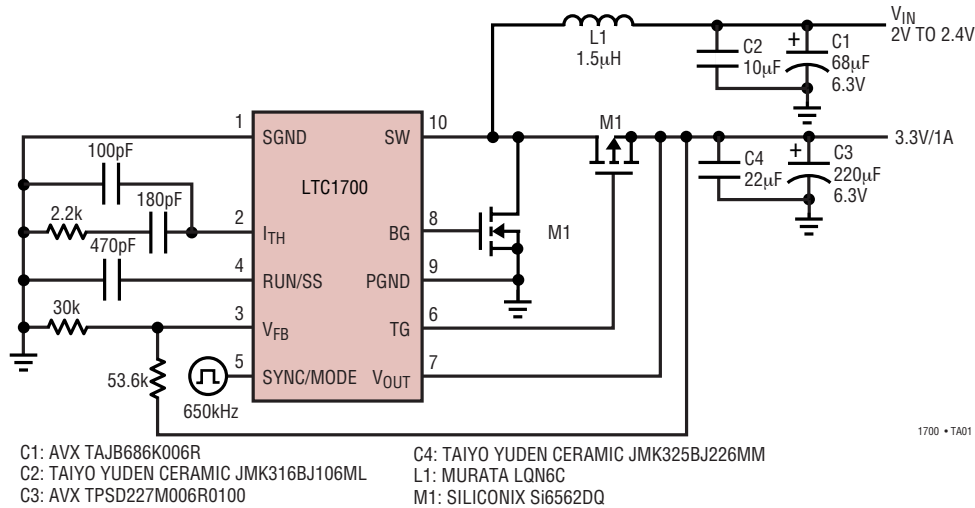 L1
1.5μH
VIN
2V TO 2.4V
C2
10μF
+
C1
68μF
6.3V
1
SGND
SW
10
M1
3.3V/1A
100pF
LTC1700
C4
22μF
+
C3
220μF
6.3V
180pF
2.2k
2
ITH
BG
8
M1
470pF
4
RUN/SS
PGND
9
30k
3
VFB
TG
6
53.6k
5
SYNC/MODE
VOUT
7
650kHz
1700 • TA01
C1: AVX TAJB686K006R
C2: TAIYO YUDEN CERAMIC JMK316BJ106ML
C3: AVX TPSD227M006R0100
C4: TAIYO YUDEN CERAMIC JMK325BJ226MM
L1: MURATA LQN6C
M1: SILICONIX Si6562DQ